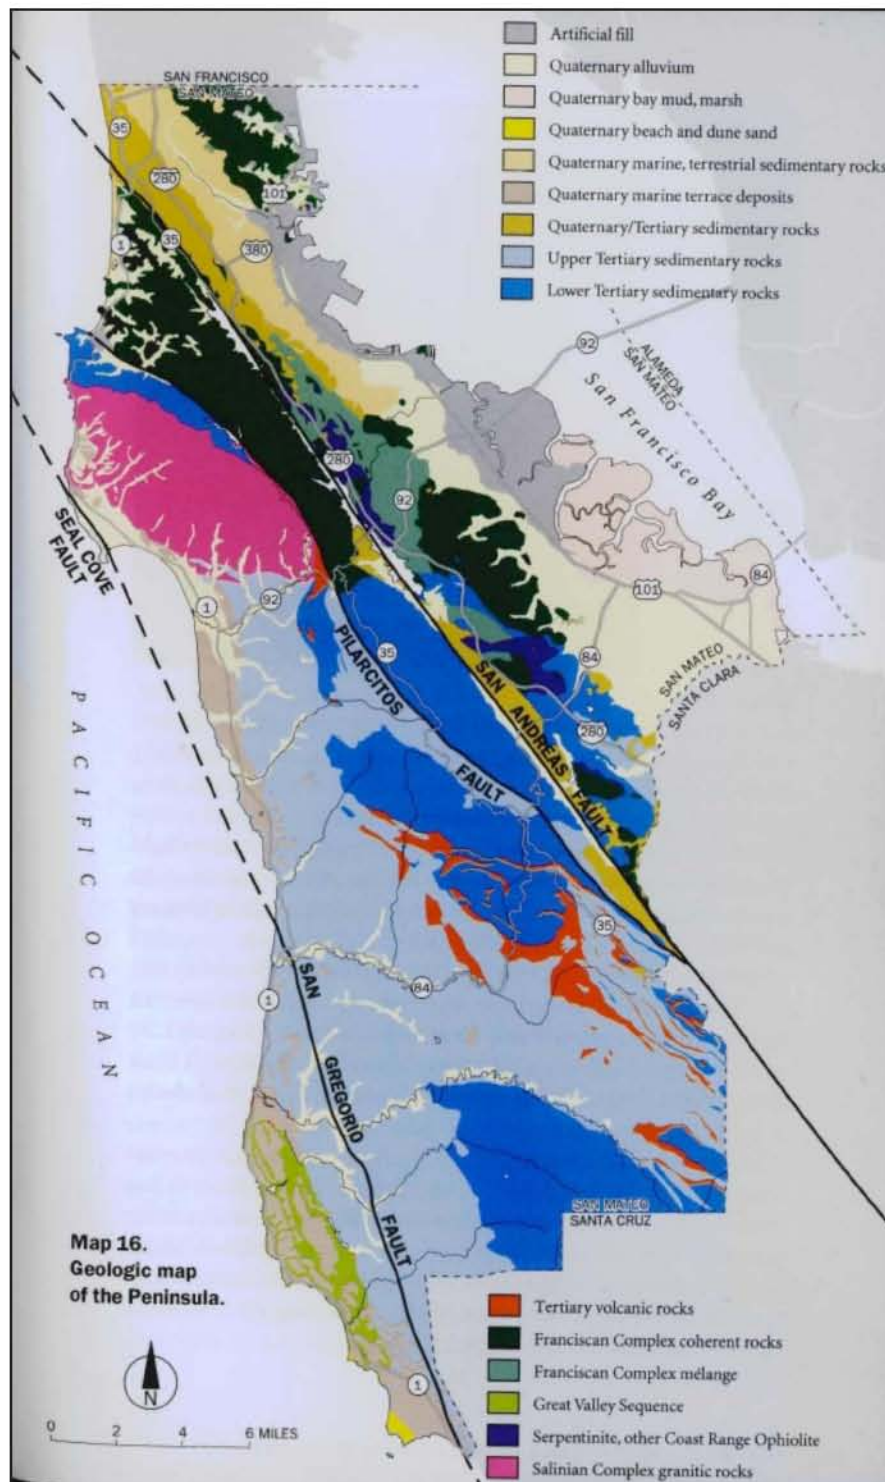 Artificial fill
Quaternary alluvium
Quaternary bay mud, marsh
Quaternary beach and dune sand
Quaternary marine, terrestrial sedimentary rocks
Quaternary marine terrace deposits
Quaternary/Tertiary sedimentary rocks
Upper Tertiary sedimentary rocks
Lower Tertiary sedimentary rocks
SAN FRANCISCO
SAN MATEO
35
280
101
1
35
380
92
ALAMEDA
SAN MATEO
San Francisco Bay
280
92
84
101
SEAL COVE
FAULT
1
92
PILARCITOS
FAULT
35
SAN ANDREAS FAULT
84
SAN MATEO
SANTA CLARA
280
PACIFIC OCEAN
35
84
1
SAN
GREGORIO
FAULT
SAN MATEO
SANTA CRUZ
1
Map 16.
Geologic map
of the Peninsula.
N
0 2 4 6 MILES
Tertiary volcanic rocks
Franciscan Complex coherent rocks
Franciscan Complex mélange
Great Valley Sequence
Serpentinite, other Coast Range Ophiolite
Salinian Complex granitic rocks